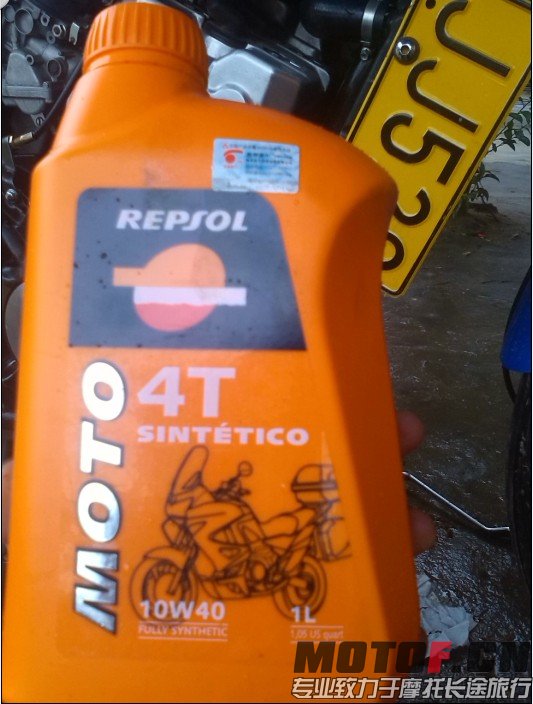 JJ529
REPSOL
4T
SINTÉTICO
MOTO
10W40
FULLY SYNTHETIC
1L
1,05 US quart
MOTOF.CN
专业致力于摩托长途旅行